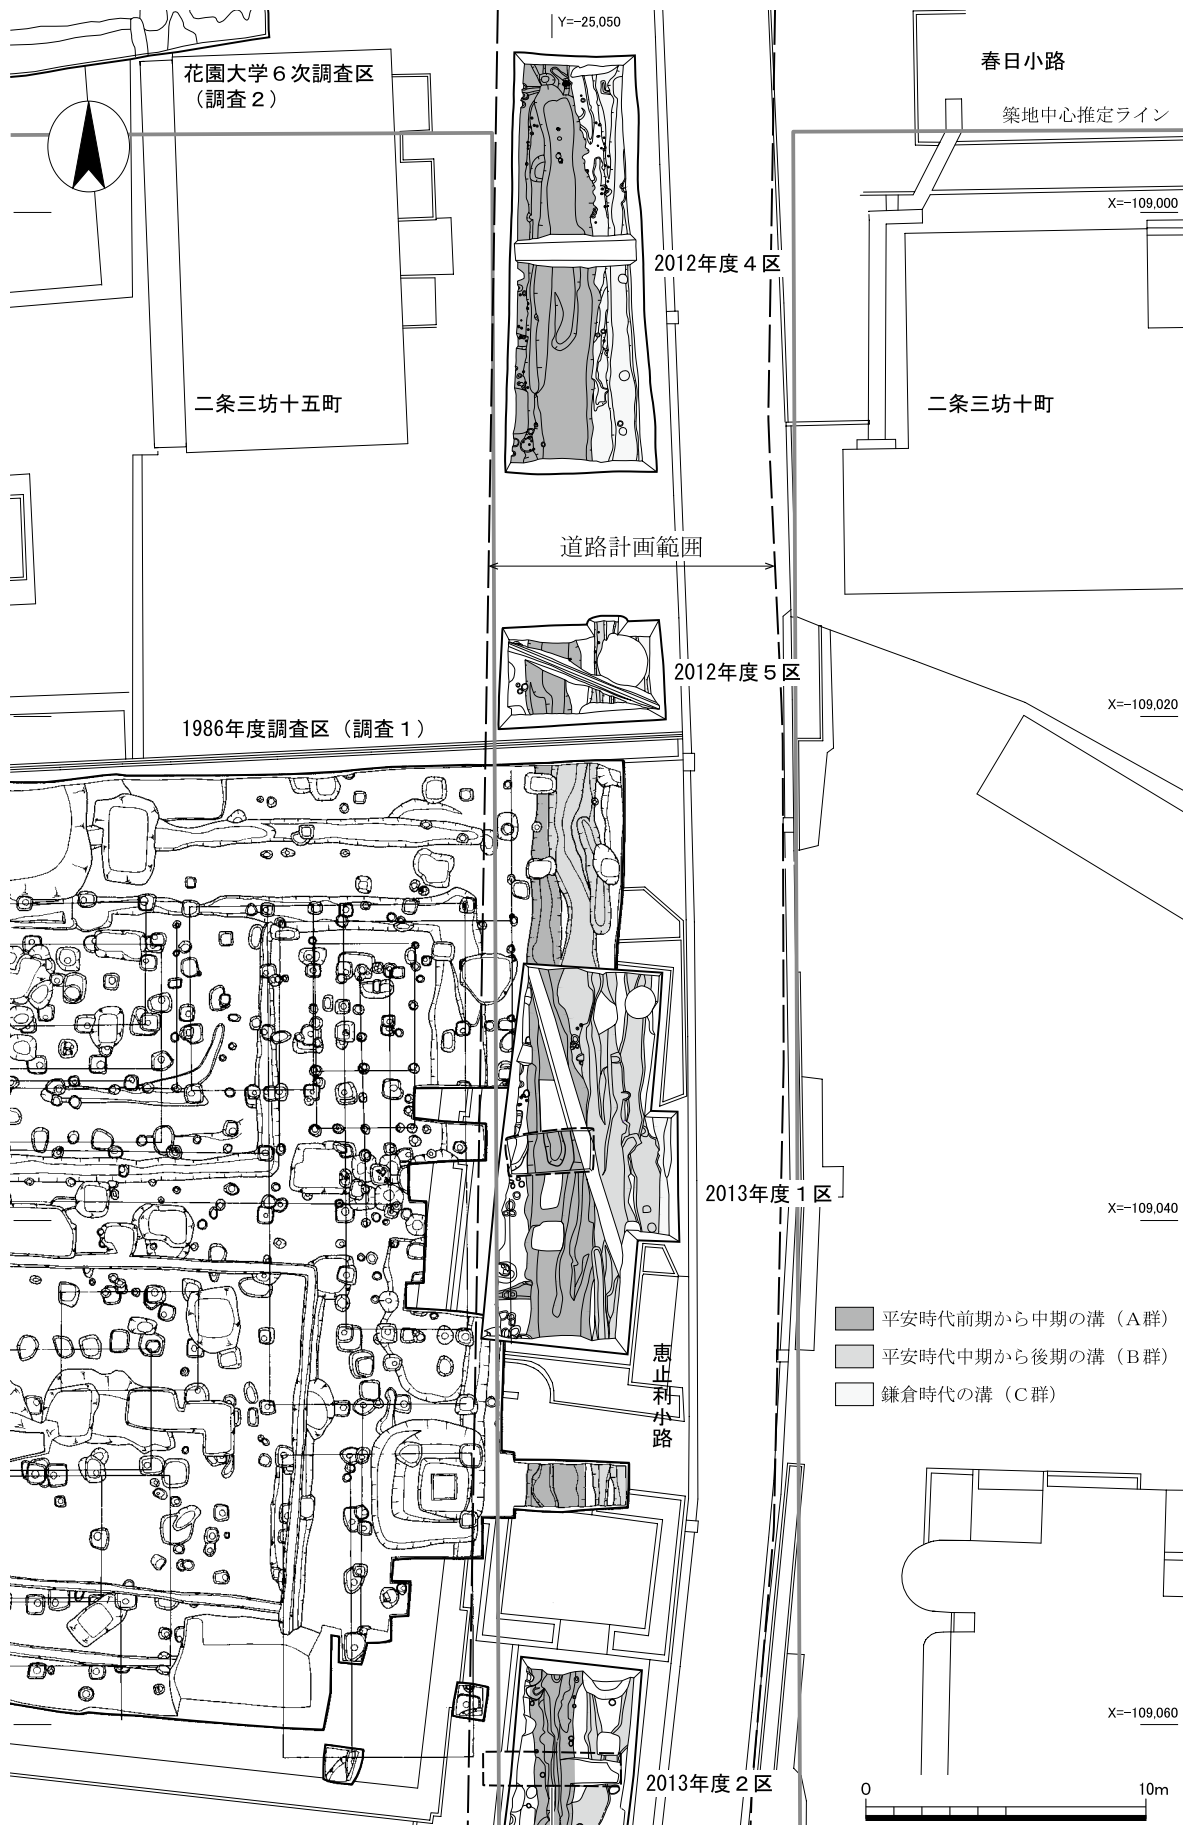 Y=-25,050
春日小路
花園大学6次調査区
（調査２）
築地中心推定ライン
X=-109,000
2012年度４区
二条三坊十五町
二条三坊十町
道路計画範囲
2012年度５区
X=-109,020
1986年度調査区（調査１）
2013年度１区
X=-109,040
平安時代前期から中期の溝（Ａ群）
平安時代中期から後期の溝（Ｂ群）
鎌倉時代の溝（Ｃ群）
恵止利小路
X=-109,060
2013年度２区
0 10m